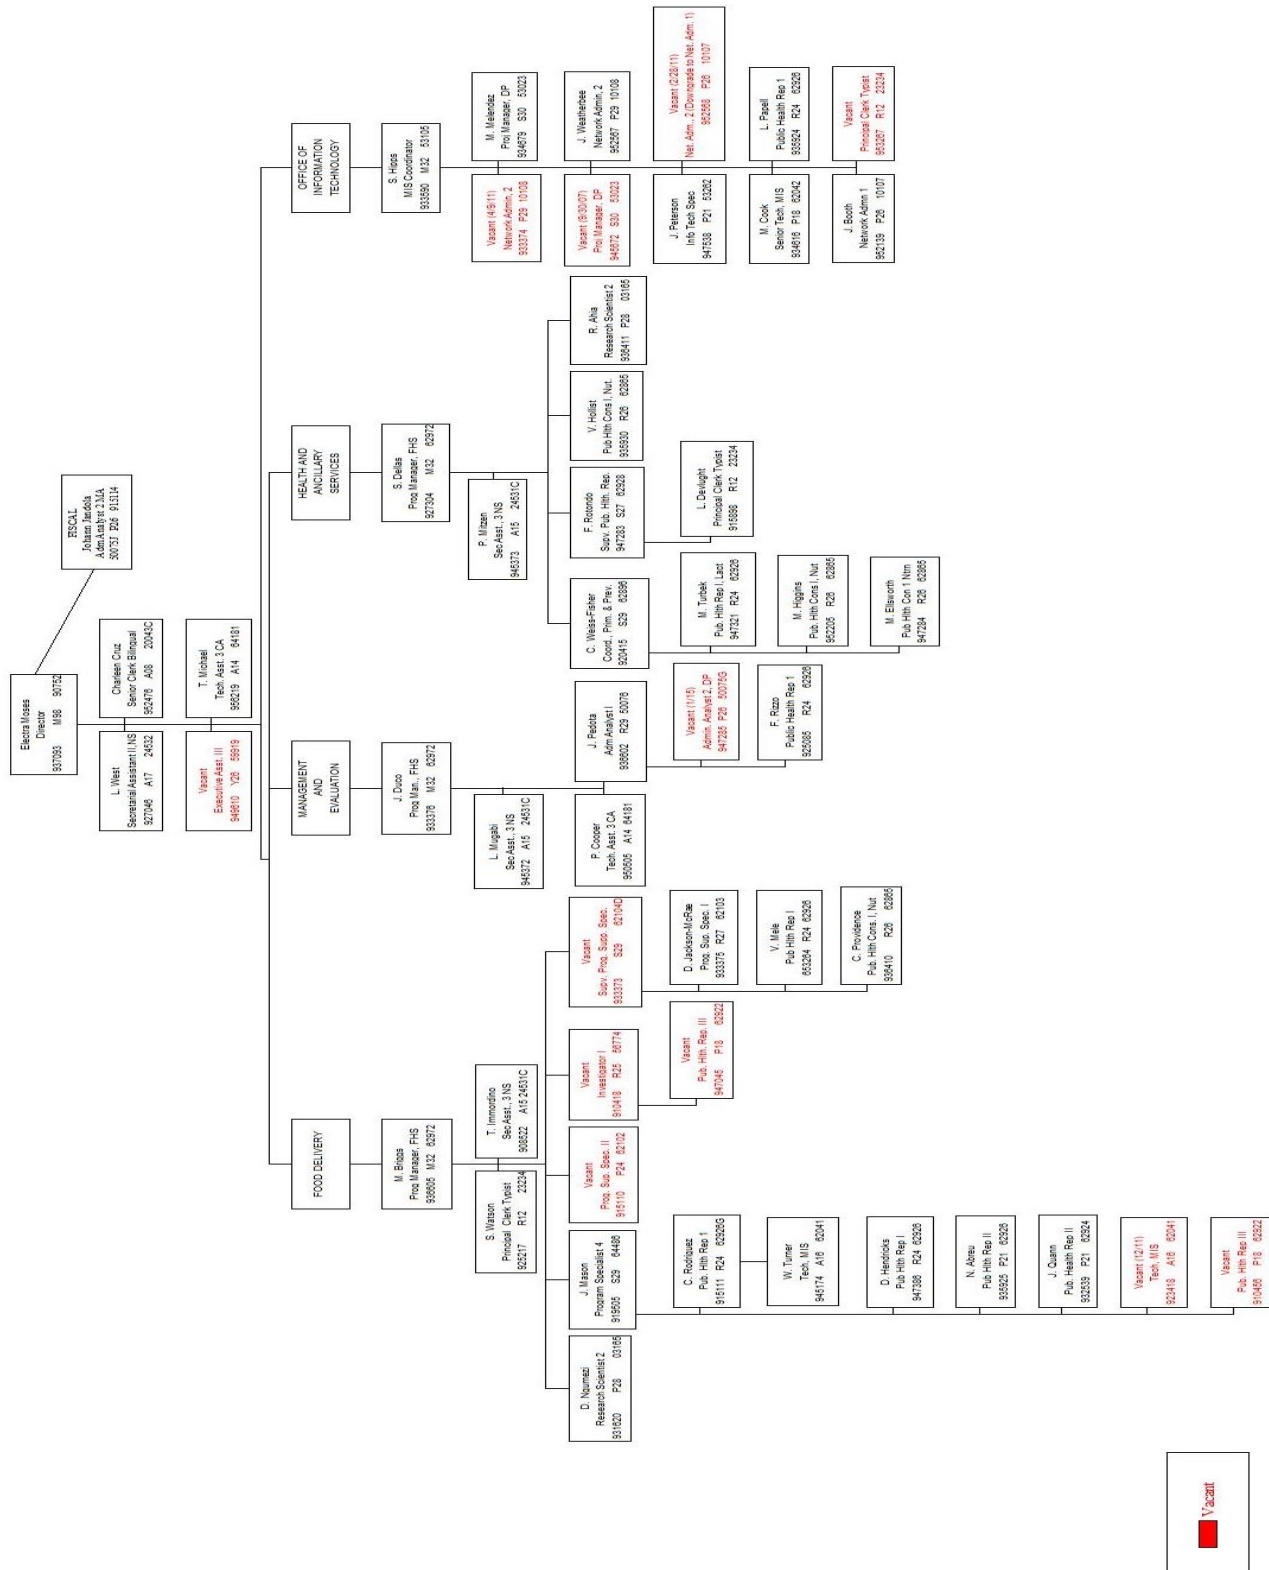 Electra Moses
Director
937093 M98 90752
FISCAL
Johann Jandola
Adm Analyst 2 MA
50075J P26 915114
L. West
Secretarial Assistant II, NS
927046 A17 24532
Charleen Cruz
Senior Clerk Bilingual
952476 A08 20043C
Vacant
Executive Asst. III
949610 Y26 59919
T. Michael
Tech. Asst. 3 CA
956219 A14 64181
FOOD DELIVERY
M. Briggs
Prog Manager, FHS
936605 M32 62972
S. Watson
Principal Clerk Typist
925217 R12 23234
T. Immordino
Sec Asst., 3 NS
908522 A15 24531C
D. Nqumezi
Research Scientist 2
931620 P28 03165
J. Mason
Program Specialist 4
919505 S29 64486
Vacant
Prog. Sup. Spec. II
915110 P24 62102
Vacant
Investigator I
910418 R25 56774
Vacant
Supv. Prog. Supp. Spec.
933373 S29 62104D
C. Rodriquez
Pub. Hlth Rep 1
915111 R24 62926G
W. Turner
Tech, MIS
945174 A16 62041
D. Hendricks
Pub Hlth Rep I
947386 R24 62926
N. Abreu
Pub Hlth Rep II
935925 P21 62926
J. Quann
Pub. Health Rep II
932539 P21 62924
Vacant (12/11)
Tech, MIS
923418 A16 62041
Vacant
Pub. Hlth Rep III
910456 P18 62922
Vacant
Pub. Hlth. Rep. III
947045 P18 62922
D. Jackson-McRae
Prog. Sup. Spec. I
933375 R27 62103
V. Mele
Pub Hlth Rep I
653264 R24 62926
C. Providence
Pub. Hlth Cons. I, Nut
936410 R26 62865
MANAGEMENT
AND
EVALUATION
J. Duco
Prog Man., FHS
933376 M32 62972
L. Mugabi
Sec Asst., 3 NS
945372 A15 24531C
P. Cooper
Tech. Asst. 3 CA
950505 A14 64181
J. Pedota
Adm Analyst I
936602 R29 50076
Vacant (1/15)
Admin. Analyst 2, DP
947285 P26 50075G
F. Rizzo
Public Health Rep 1
925085 R24 62926
HEALTH AND
ANCILLARY
SERVICES
S. Dellas
Prog Manager, FHS
927304 M32 62972
P. Mitzen
Sec Asst., 3 NS
945373 A15 24531C
C. Weiss-Fisher
Coord., Prim. & Prev.
920415 S29 62896
F. Rotondo
Supv. Pub. Hlth. Rep.
947283 S27 62928
V. Hollist
Pub Hlth Cons I, Nut.
935930 R26 62865
R. Ahia
Research Scientist 2
936411 P28 03165
M. Turbek
Pub. Hlth Rep I, Lact
947321 R24 62926
M. Higgins
Pub. Hlth Cons I, Nut
952205 R26 62865
M. Ellsworth
Pub Hlth Con 1 Ntrn
947284 R26 62865
L. Devlught
Principal Clerk Typist
915898 R12 23234
OFFICE OF
INFORMATION
TECHNOLOGY
S. Hipps
MIS Coordinator
933590 M32 53105
Vacant (4/9/11)
Network Admin, 2
933374 P29 10108
M. Melendez
Proj Manager, DP
934679 S30 53023
Vacant (9/30/07)
Proj Manager, DP
945672 S30 53023
J. Weatherbee
Network Admin, 2
952567 P29 10108
J. Peterson
Info Tech Spec
947538 P21 53262
Vacant (2/28/11)
Net. Adm., 2 (Downgrade to Net. Adm. 1)
952568 P26 10107
M. Cook
Senior Tech, MIS
934616 P18 62042
L. Papell
Public Health Rep 1
935924 R24 62926
J. Booth
Network Admn 1
952139 P26 10107
Vacant
Principal Clerk Typist
953267 R12 23234
Vacant